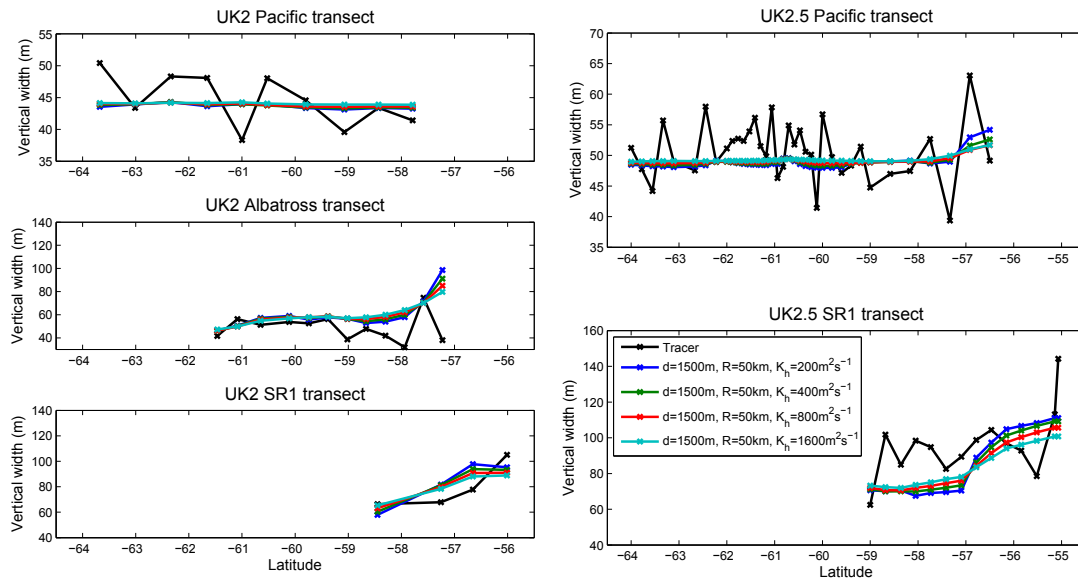 UK2 Pacific transect
Vertical width (m)
55
50
45
40
35
−64 −63 −62 −61 −60 −59 −58 −57 −56
UK2 Albatross transect
Vertical width (m)
140
120
100
80
60
40
−64 −63 −62 −61 −60 −59 −58 −57 −56
UK2 SR1 transect
Vertical width (m)
140
120
100
80
60
40
−64 −63 −62 −61 −60 −59 −58 −57 −56
Latitude
UK2.5 Pacific transect
Vertical width (m)
70
65
60
55
50
45
40
35
−64 −63 −62 −61 −60 −59 −58 −57 −56 −55
UK2.5 SR1 transect
Vertical width (m)
160
140
120
100
80
60
40
Tracer
d=1500m, R=50km, K_h=200m²s⁻¹
d=1500m, R=50km, K_h=400m²s⁻¹
d=1500m, R=50km, K_h=800m²s⁻¹
d=1500m, R=50km, K_h=1600m²s⁻¹
−64 −63 −62 −61 −60 −59 −58 −57 −56 −55
Latitude